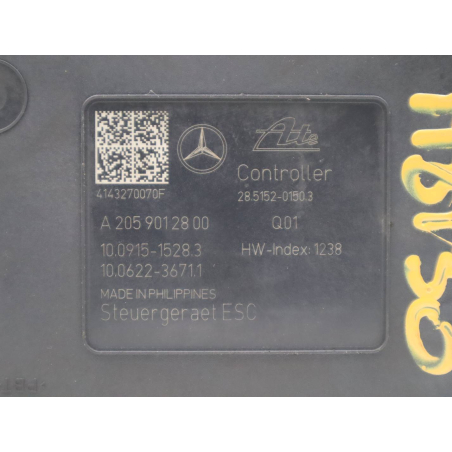 Ate
Controller
4143270070F
28.5152-0150.3
A 205 901 28 00 Q01
10.0915-1528.3 HW-Index: 1238
10.0622-3671.1
MADE IN PHILIPPINES
Steuergeraet ESC